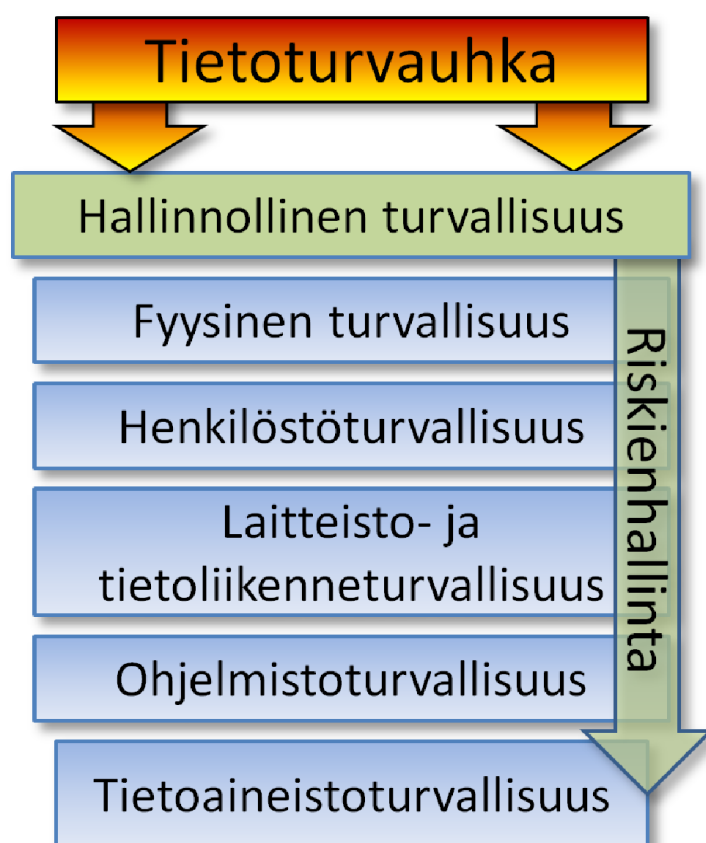 Tietoturvauhka
Hallinnollinen turvallisuus
Fyysinen turvallisuus
Henkilöstöturvallisuus
Laitteisto- ja
tietoliikenneturvallisuus
Ohjelmistoturvallisuus
Tietoaineistoturvallisuus
Riskienhallinta